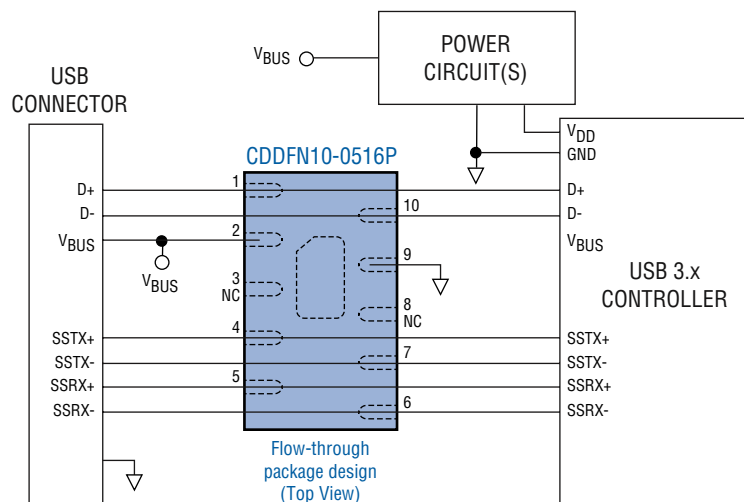 POWER
CIRCUIT(S)
VBUS
USB
CONNECTOR
VDD
GND
CDDFN10-0516P
D+
1
D+
D-
10
D-
VBUS
2
VBUS
9
VBUS
3
NC
USB 3.x
CONTROLLER
8
NC
SSTX+
4
SSTX+
SSTX-
7
SSTX-
SSRX+
5
SSRX+
SSRX-
6
SSRX-
Flow-through
package design
(Top View)